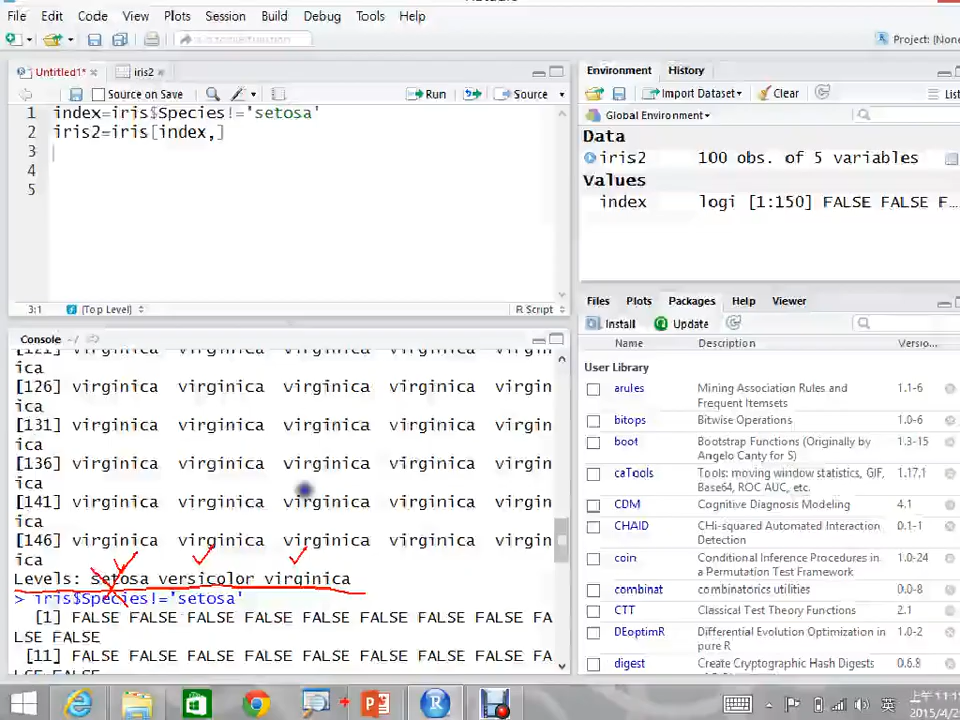 File Edit Code View Plots Session Build Debug Tools Help
Project: (None
Untitled1* iris2
Source on Save Run Source
1 index=iris$Species!='setosa'
2 iris2=iris[index,]
3
4
5
3:1 (Top Level) R Script
Console ~/
ica
[126] virginica virginica virginica virginica virgin
ica
[131] virginica virginica virginica virginica virgin
ica
[136] virginica virginica virginica virginica virgin
ica
[141] virginica virginica virginica virginica virgin
ica
[146] virginica virginica virginica virginica virgin
ica
Levels: setosa versicolor virginica
> iris$Species!='setosa'
[1] FALSE FALSE FALSE FALSE FALSE FALSE FALSE FALSE FA
LSE FALSE
[11] FALSE FALSE FALSE FALSE FALSE FALSE FALSE FALSE FA
Environment History
Import Dataset Clear Lis
Global Environment
Data
iris2 100 obs. of 5 variables
Values
index logi [1:150] FALSE FALSE F…
Files Plots Packages Help Viewer
Install Update
Name Description Versio...
User Library
arules Mining Association Rules and Frequent Itemsets 1.1-6
bitops Bitwise Operations 1.0-6
boot Bootstrap Functions (Originally by Angelo Canty for S) 1.3-15
caTools Tools: moving window statistics, GIF, Base64, ROC AUC, etc. 1.17.1
CDM Cognitive Diagnosis Modeling 4.1
CHAID CHi-squared Automated Interaction Detection 0.1-1
coin Conditional Inference Procedures in a Permutation Test Framework 1.0-24
combinat combinatorics utilities 0.0-8
CTT Classical Test Theory Functions 2.1
DEoptimR Differential Evolution Optimization in pure R 1.0-2
digest Create Cryptographic Hash Digests 0.6.8
英
上午 11:1
2015/4/2